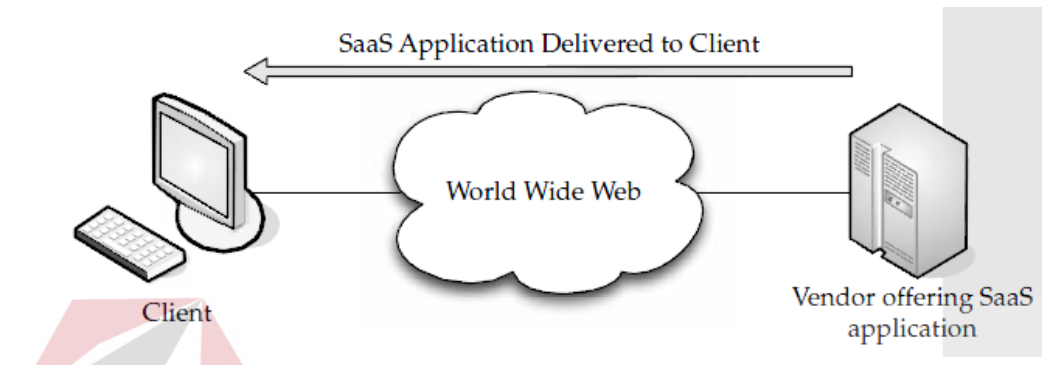 SaaS Application Delivered to Client
World Wide Web
Client
Vendor offering SaaS
application